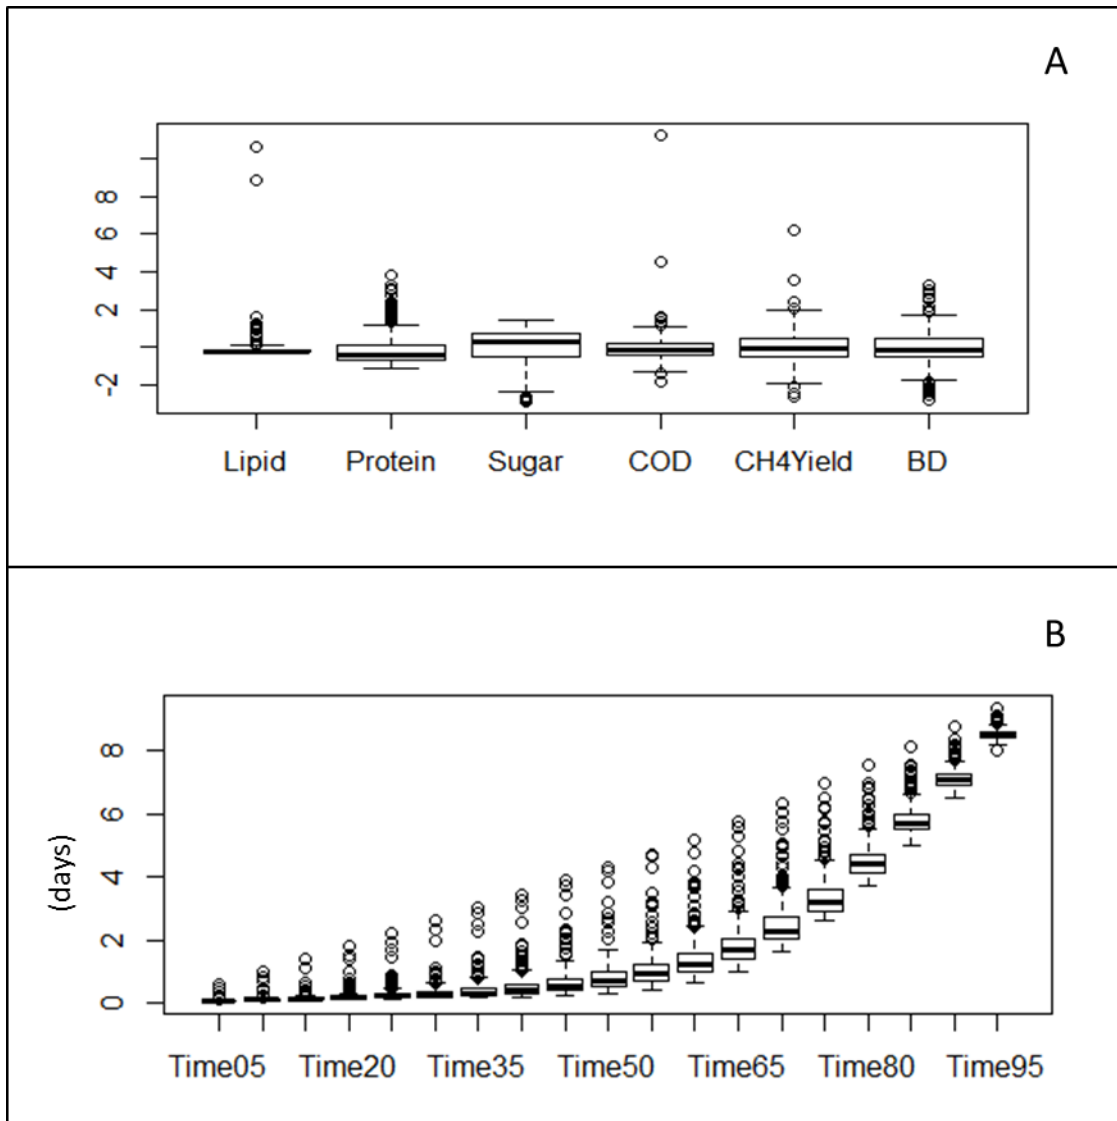 A
8
6
4
2
-2
Lipid Protein Sugar COD CH4Yield BD
B
(days)
8
6
4
2
0
Time05 Time20 Time35 Time50 Time65 Time80 Time95